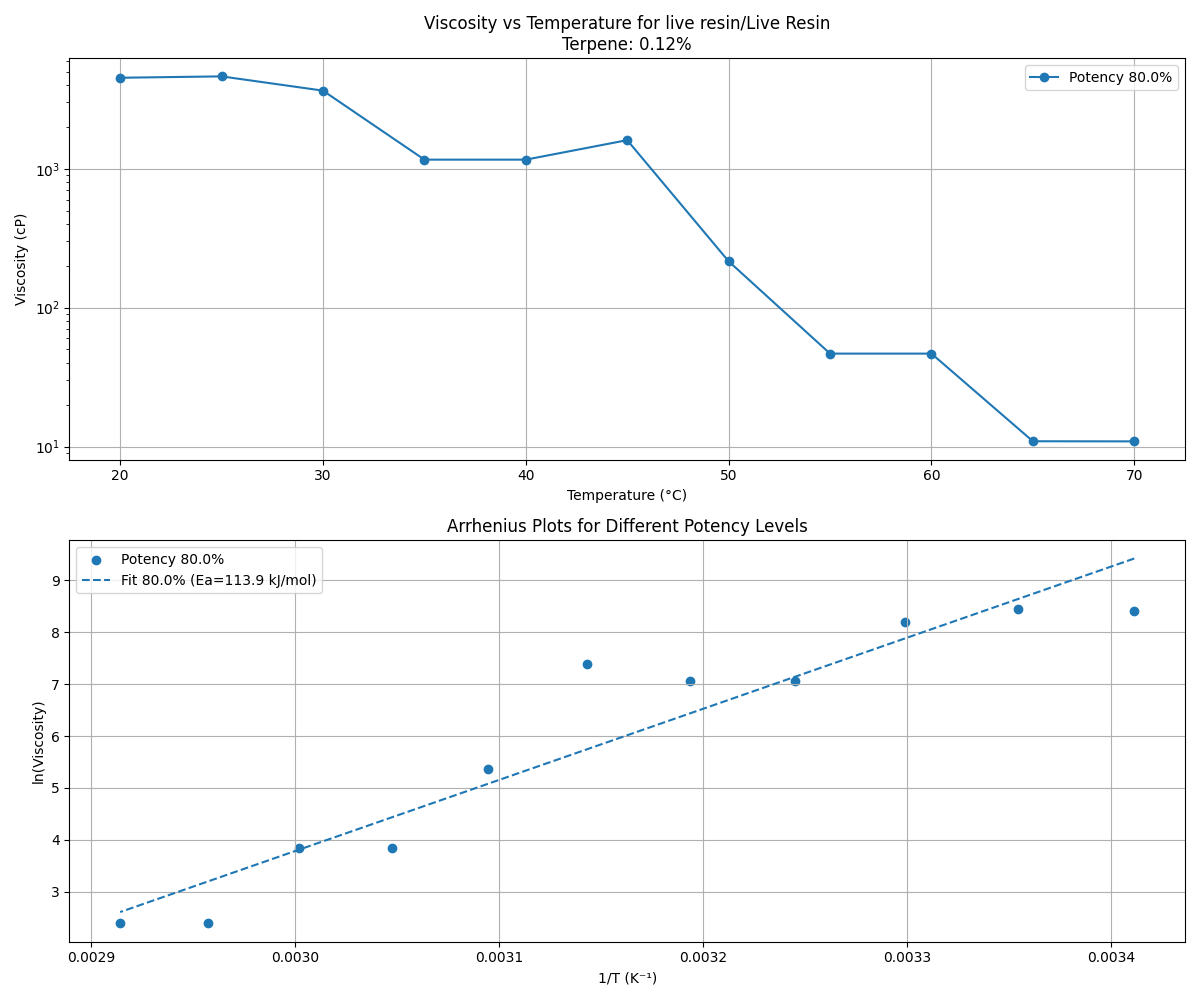 Viscosity vs Temperature for live resin/Live Resin
Terpene: 0.12%
Potency 80.0%
10³
10²
10¹
Viscosity (cP)
20 30 40 50 60 70
Temperature (°C)
Arrhenius Plots for Different Potency Levels
Potency 80.0%
Fit 80.0% (Ea=113.9 kJ/mol)
9
8
7
6
5
4
3
ln(Viscosity)
0.0029 0.0030 0.0031 0.0032 0.0033 0.0034
1/T (K⁻¹)